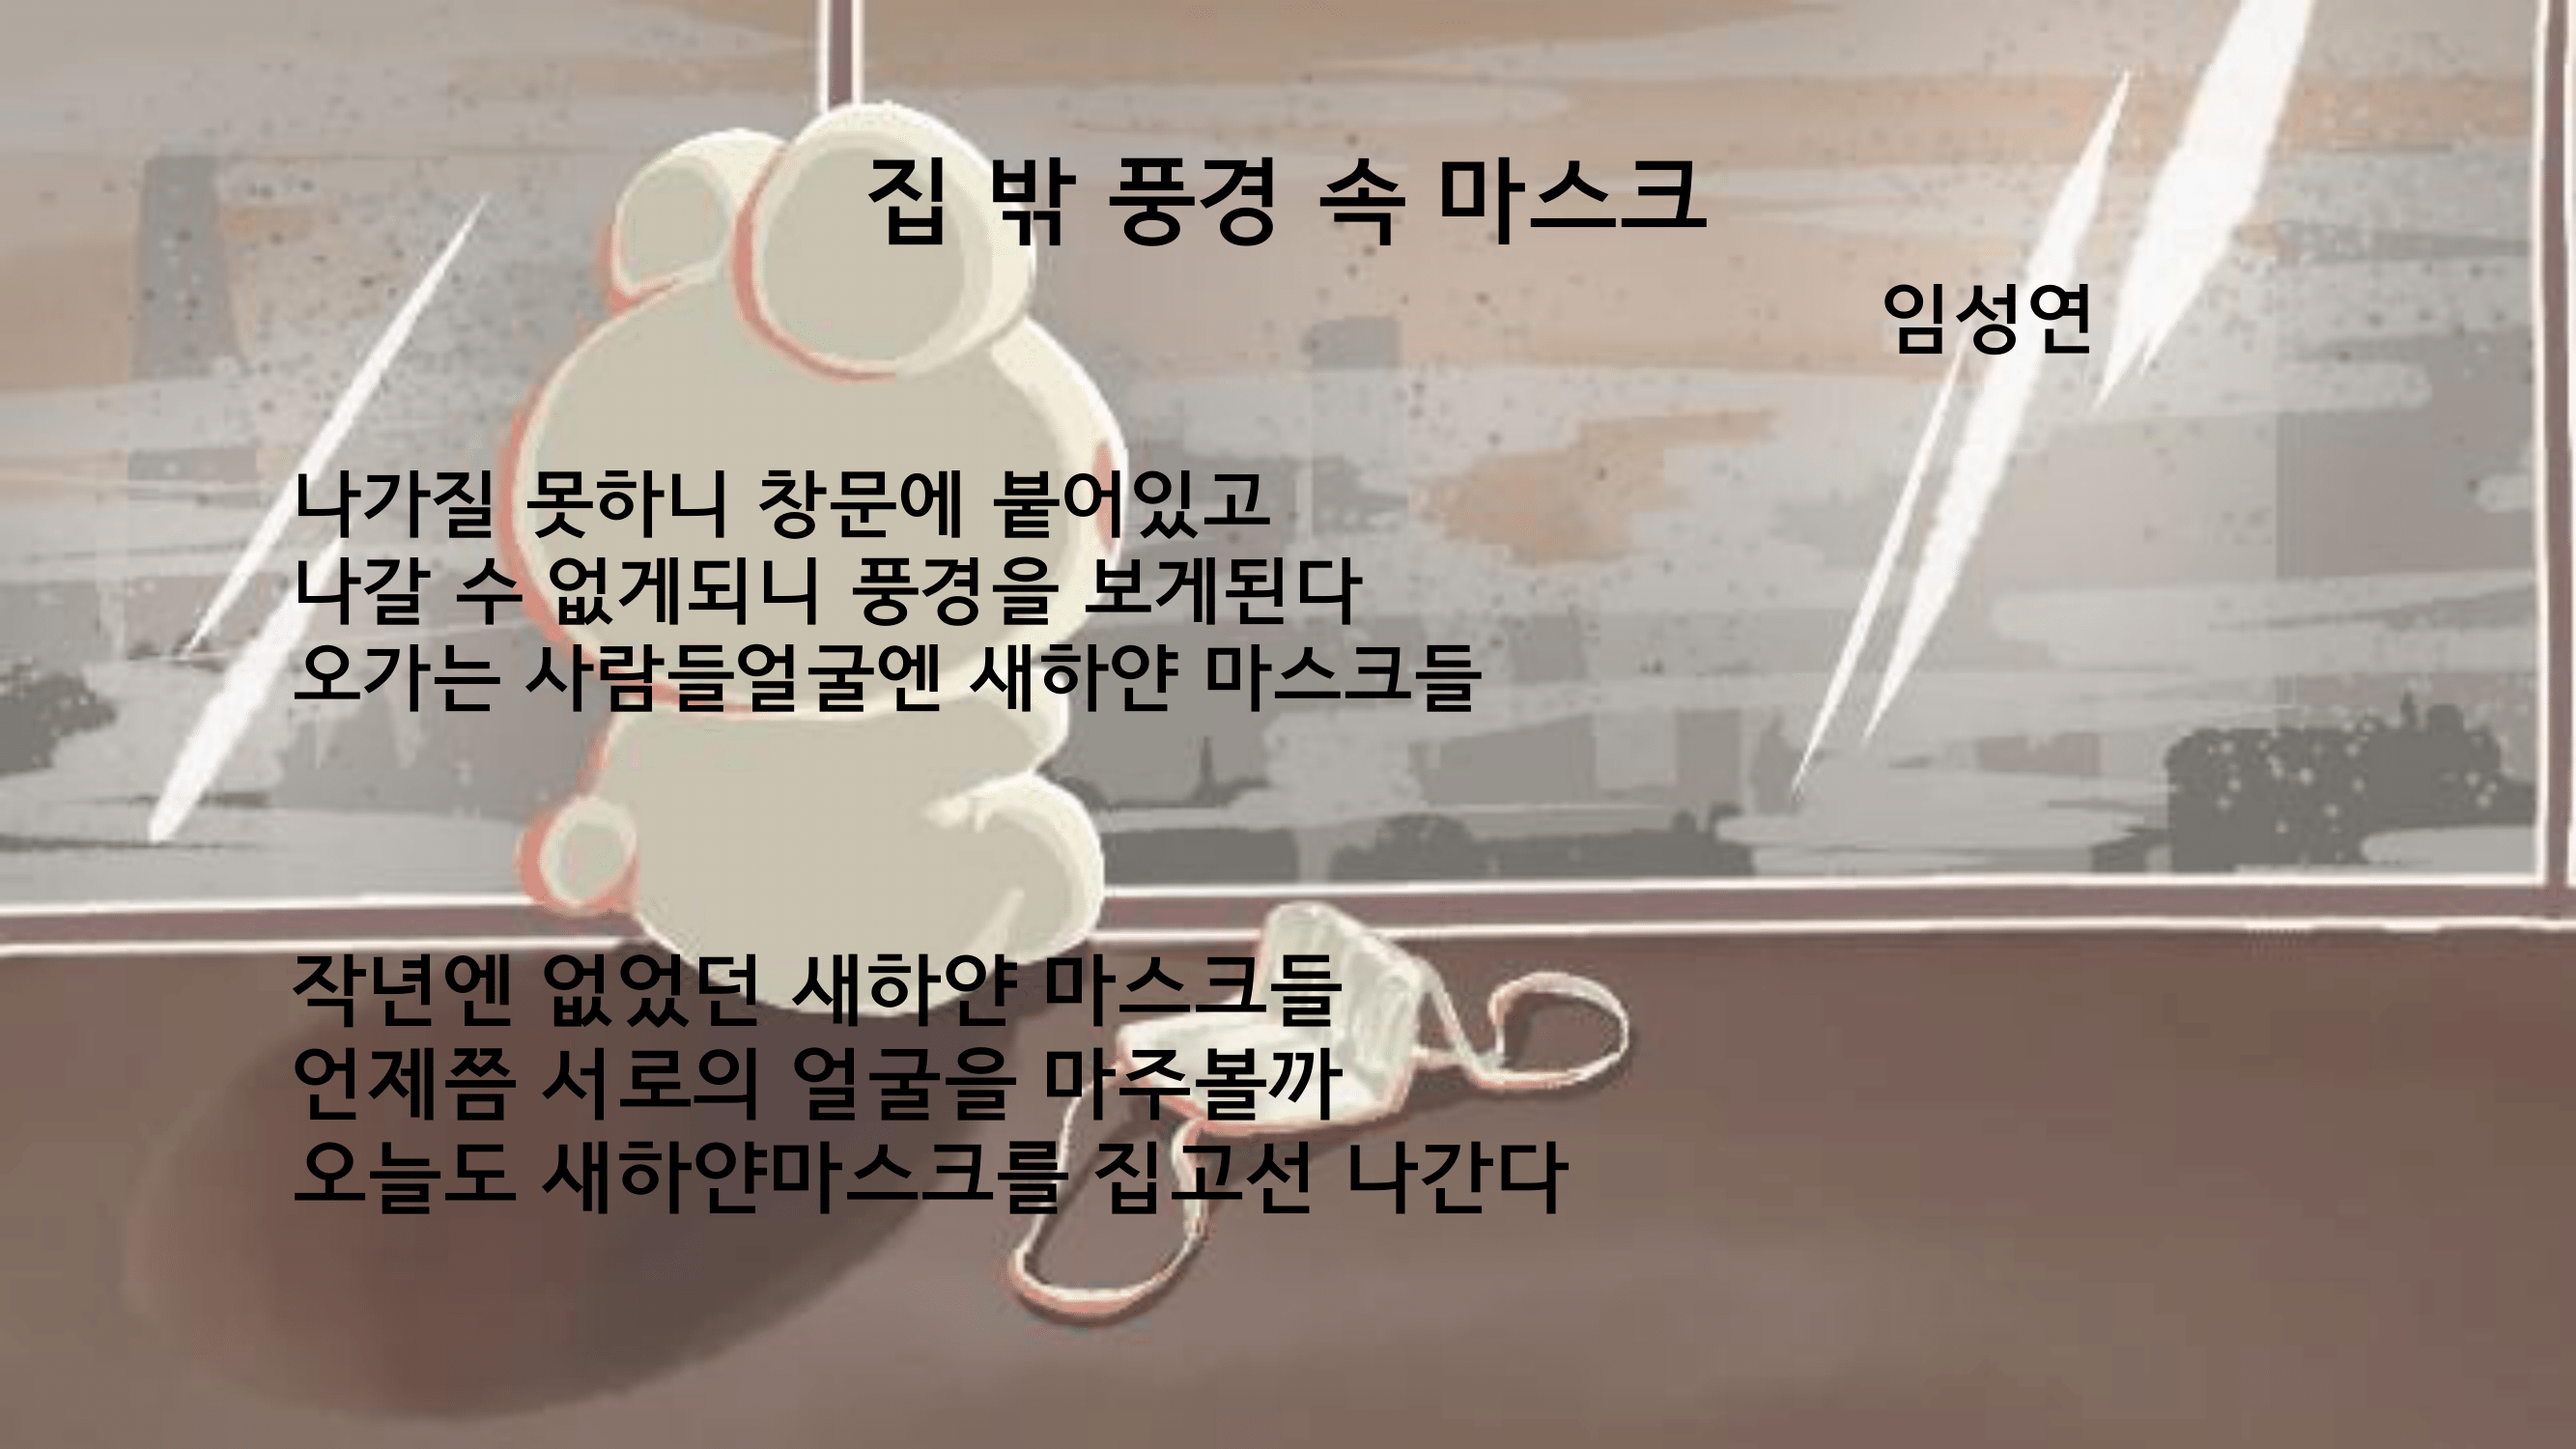 집 밖 풍경 속 마스크
임성연
나가질 못하니 창문에 붙어있고
나갈 수 없게되니 풍경을 보게된다
오가는 사람들얼굴엔 새하얀 마스크들
작년엔 없었던 새하얀 마스크들
언제쯤 서로의 얼굴을 마주볼까
오늘도 새하얀마스크를 집고선 나간다